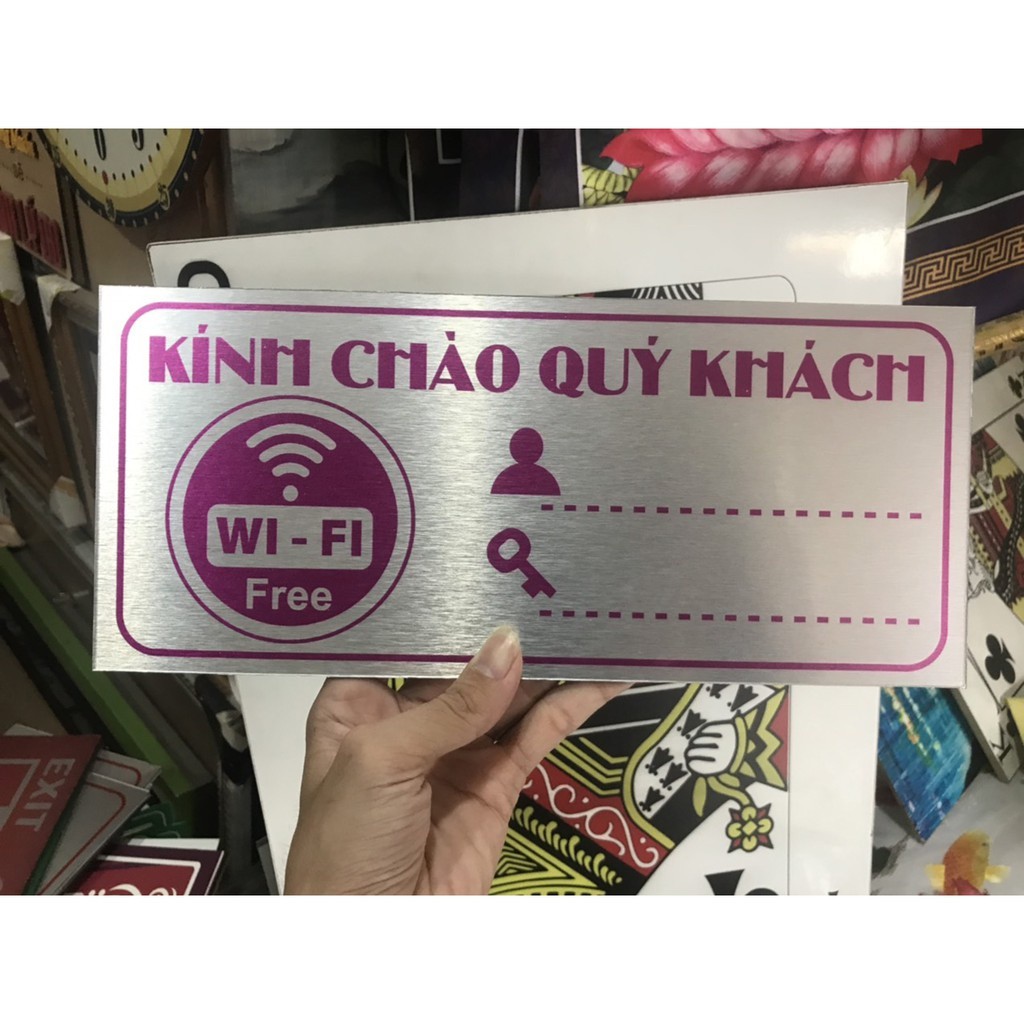 KÍNH CHÀO QUÝ KHÁCH
WI - FI
Free
EXIT